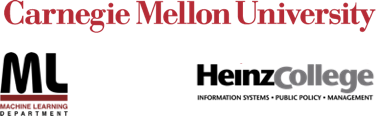 Carnegie Mellon University
ML
MACHINE LEARNING
DEPARTMENT
HeinzCollege
INFORMATION SYSTEMS • PUBLIC POLICY • MANAGEMENT